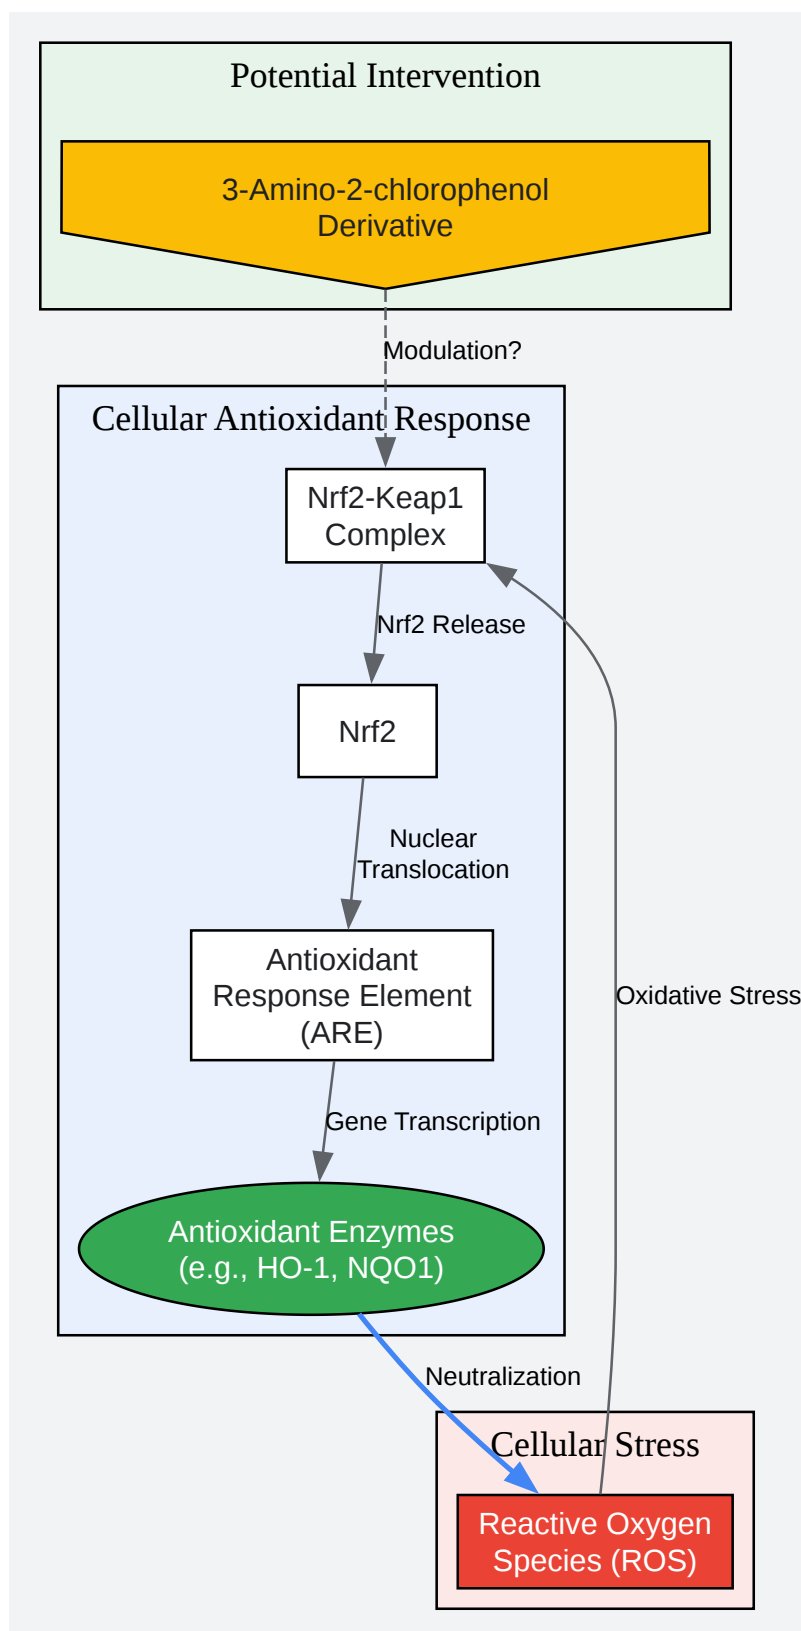 Potential Intervention
3-Amino-2-chlorophenol
Derivative
Modulation?
Cellular Antioxidant Response
Nrf2-Keap1
Complex
Nrf2 Release
Nrf2
Nuclear
Translocation
Antioxidant
Response Element
(ARE)
Oxidative Stress
Gene Transcription
Antioxidant Enzymes
(e.g., HO-1, NQO1)
Neutralization
Cellular Stress
Reactive Oxygen
Species (ROS)